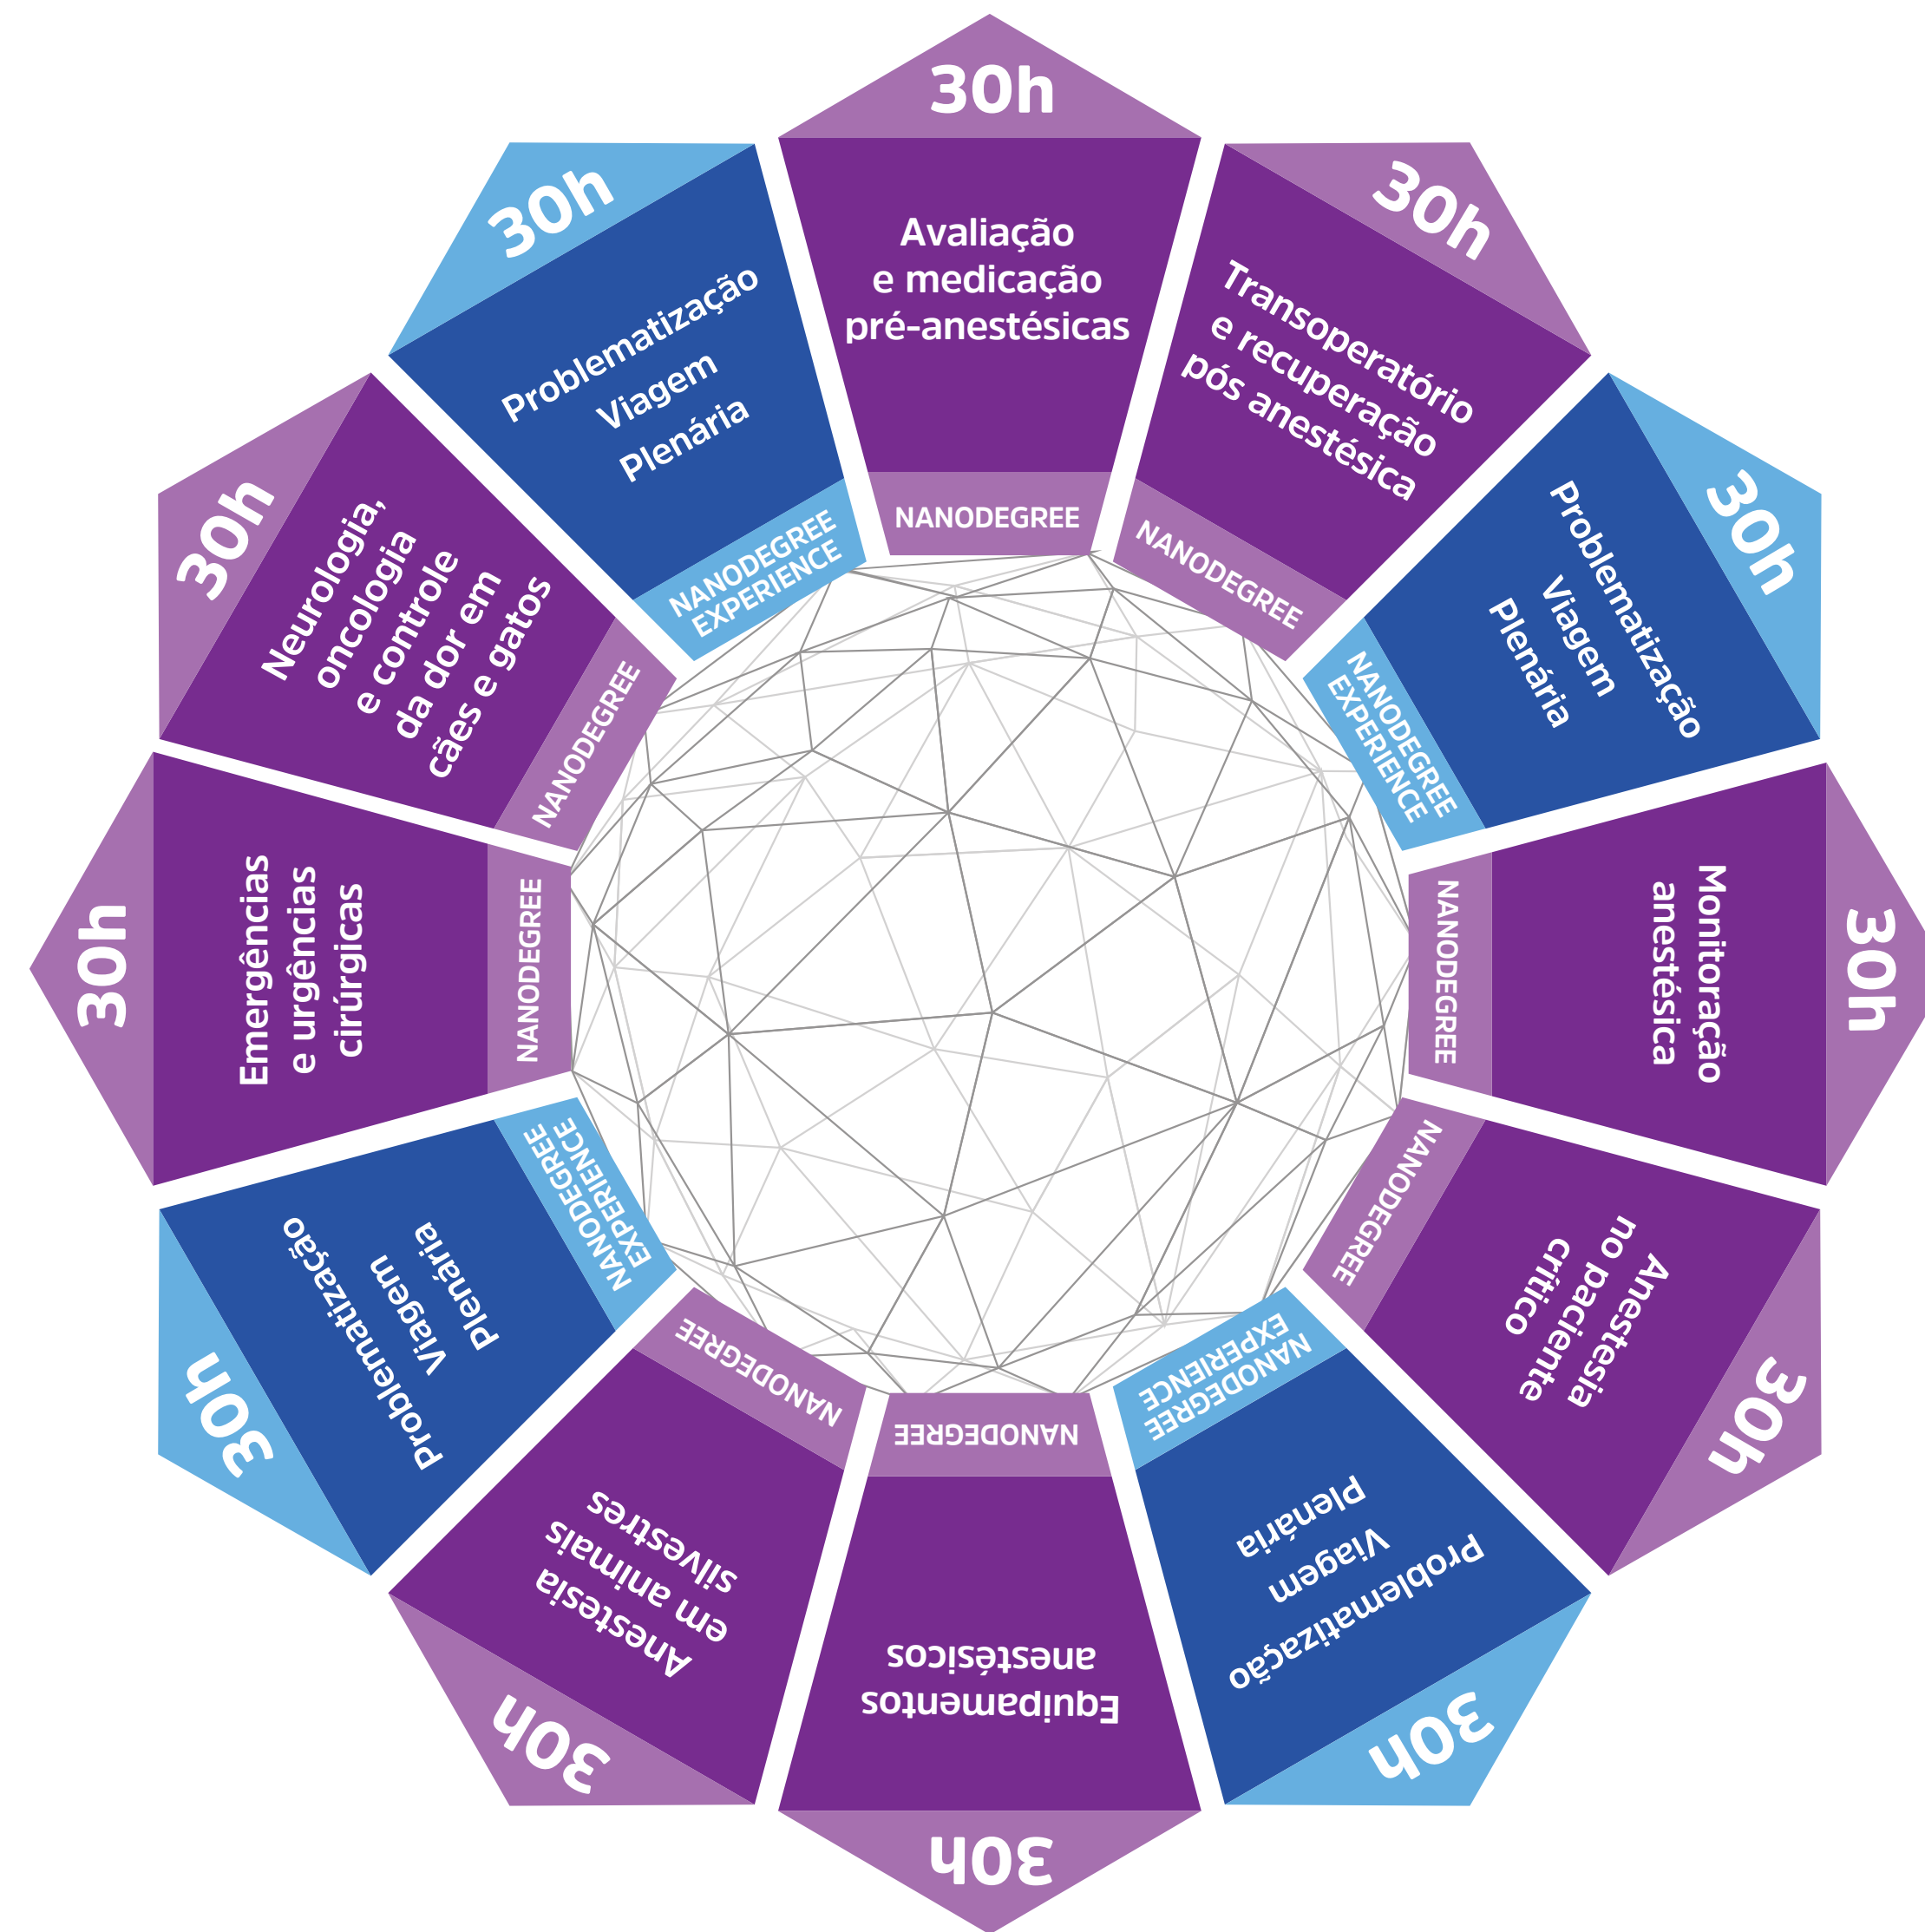 30h
Avaliação
e medicação
pré-anestésicas
NANODEGREE
30h
Transoperatório
e recuperação
pós anestésica
NANODEGREE
30h
Problematização
Viagem
Plenária
NANODEGREE
EXPERIENCE
30h
Monitoração
anestésica
NANODEGREE
30h
Anestesia
no paciente
crítico
NANODEGREE
30h
Problematização
Viagem
Plenária
NANODEGREE
EXPERIENCE
30h
Equipamentos
anestésicos
NANODEGREE
30h
Anestesia
em animais
silvestres
NANODEGREE
30h
Problematização
Viagem
Plenária
NANODEGREE
EXPERIENCE
30h
Emergências
e urgências
cirúrgicas
NANODEGREE
30h
Neurologia,
oncologia
e controle
da dor em
cães e gatos
NANODEGREE
30h
Problematização
Viagem
Plenária
NANODEGREE
EXPERIENCE